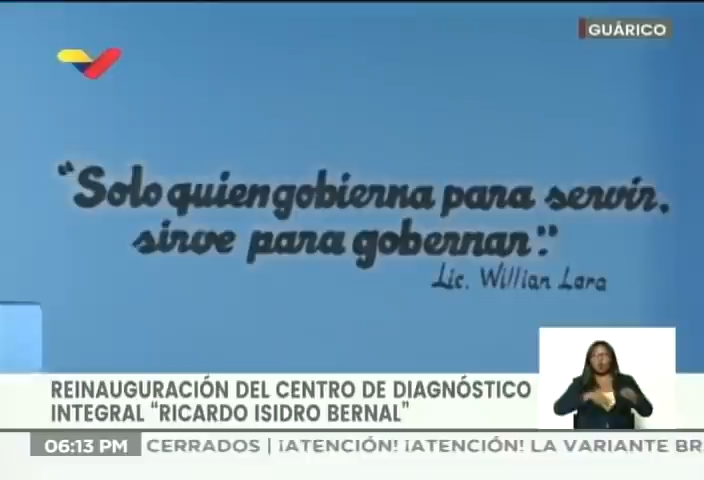 GUÁRICO
“Solo quien gobierna para servir,
sirve para gobernar”.
Lic. Willian Lara
REINAUGURACIÓN DEL CENTRO DE DIAGNÓSTICO
INTEGRAL “RICARDO ISIDRO BERNAL”
06:13 PM CERRADOS | ¡ATENCIÓN! ¡ATENCIÓN! LA VARIANTE BR